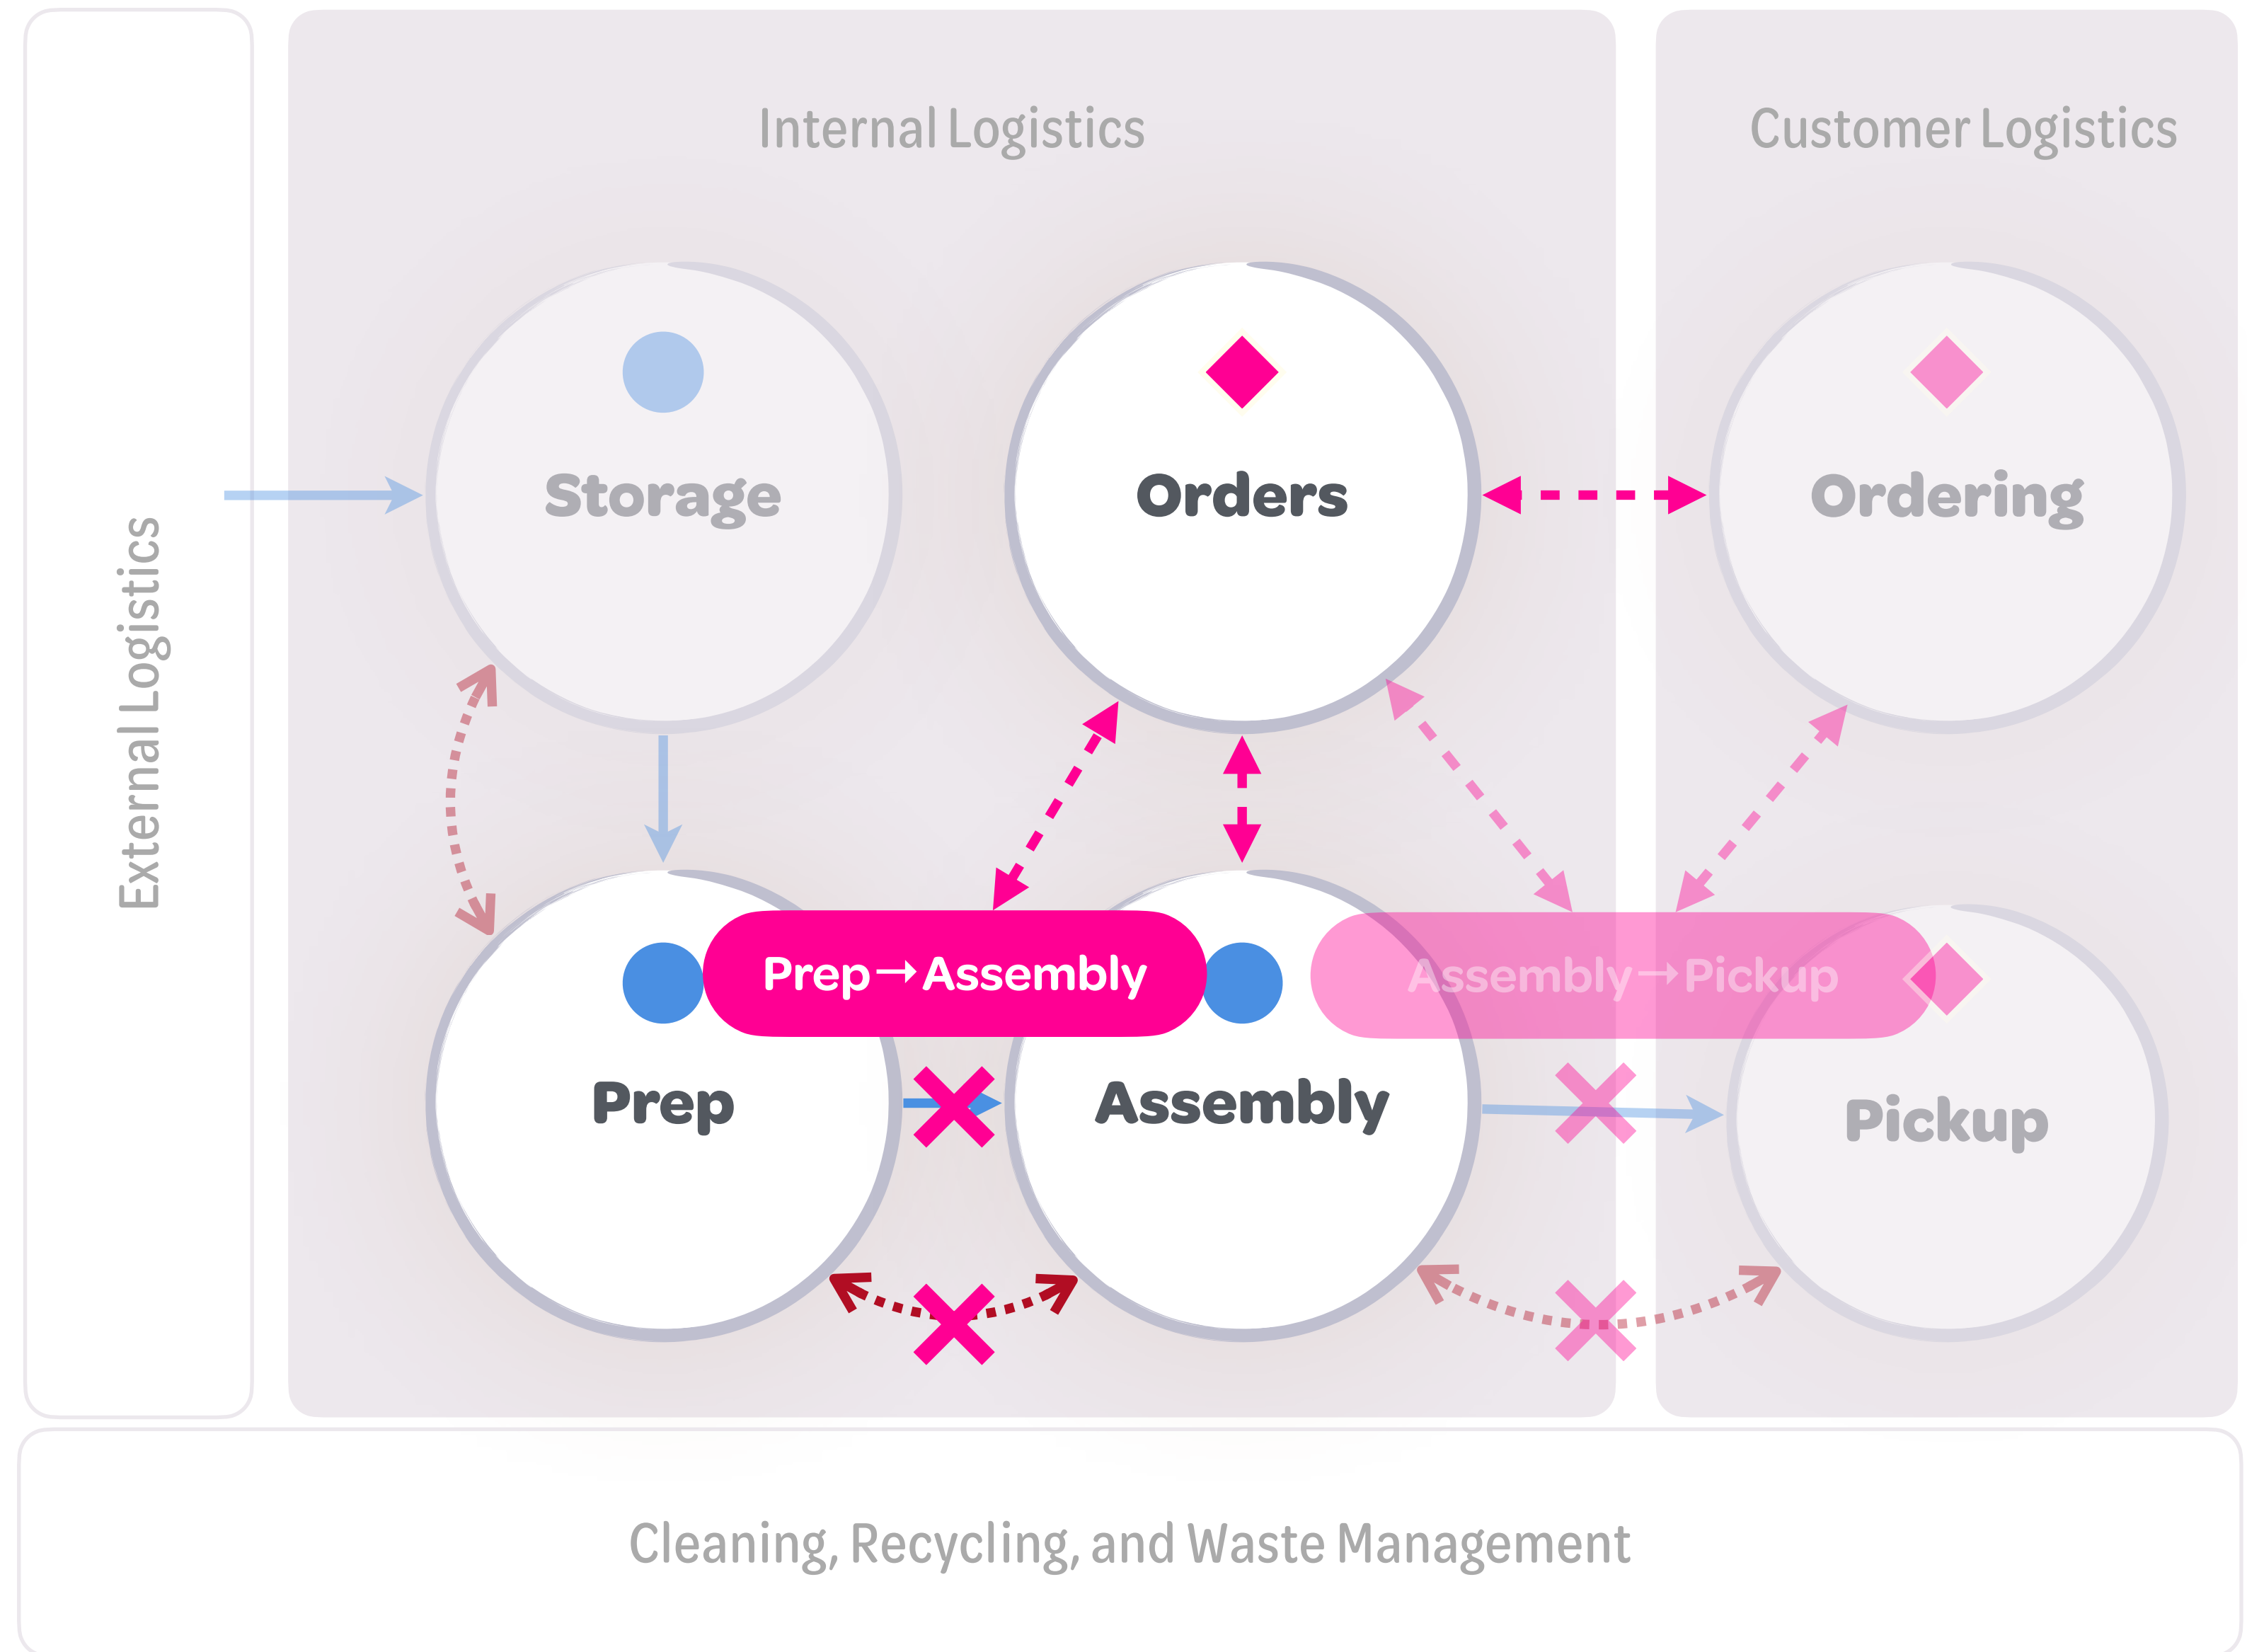 Internal Logistics
Customer Logistics
External Logistics
Storage
Orders
Ordering
Prep→Assembly
Assembly→Pickup
Prep
Assembly
Pickup
Cleaning, Recycling, and Waste Management